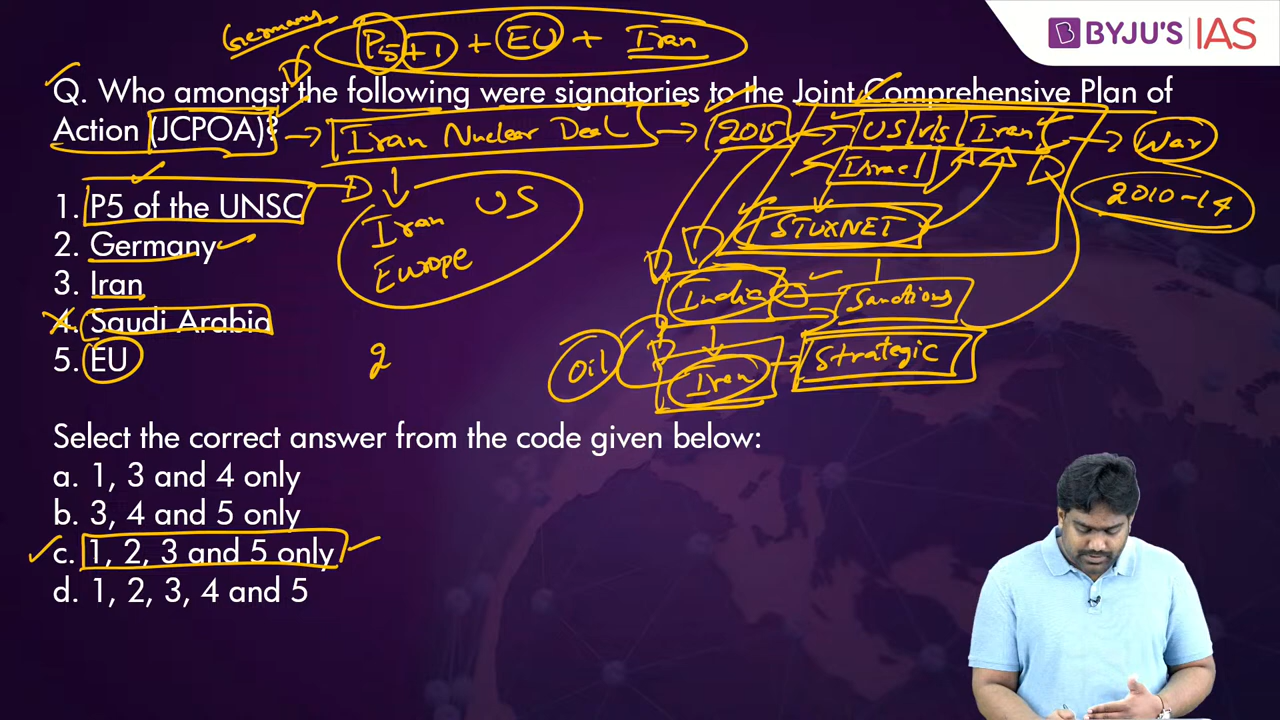 BYJU'S IAS
Germany
P5 +1 + EU + Iran
Q. Who amongst the following were signatories to the Joint Comprehensive Plan of
Action (JCPOA)?
Iran Nuclear Deal
2015
US v/s Iran
War
Israel
2010-14
1. P5 of the UNSC
Iran US
Europe
STUXNET
2. Germany
3. Iran
India
Sanctions
4. Saudi Arabia
5. EU
2
Oil
Iran
Strategic
Select the correct answer from the code given below:
a. 1, 3 and 4 only
b. 3, 4 and 5 only
c. 1, 2, 3 and 5 only
d. 1, 2, 3, 4 and 5